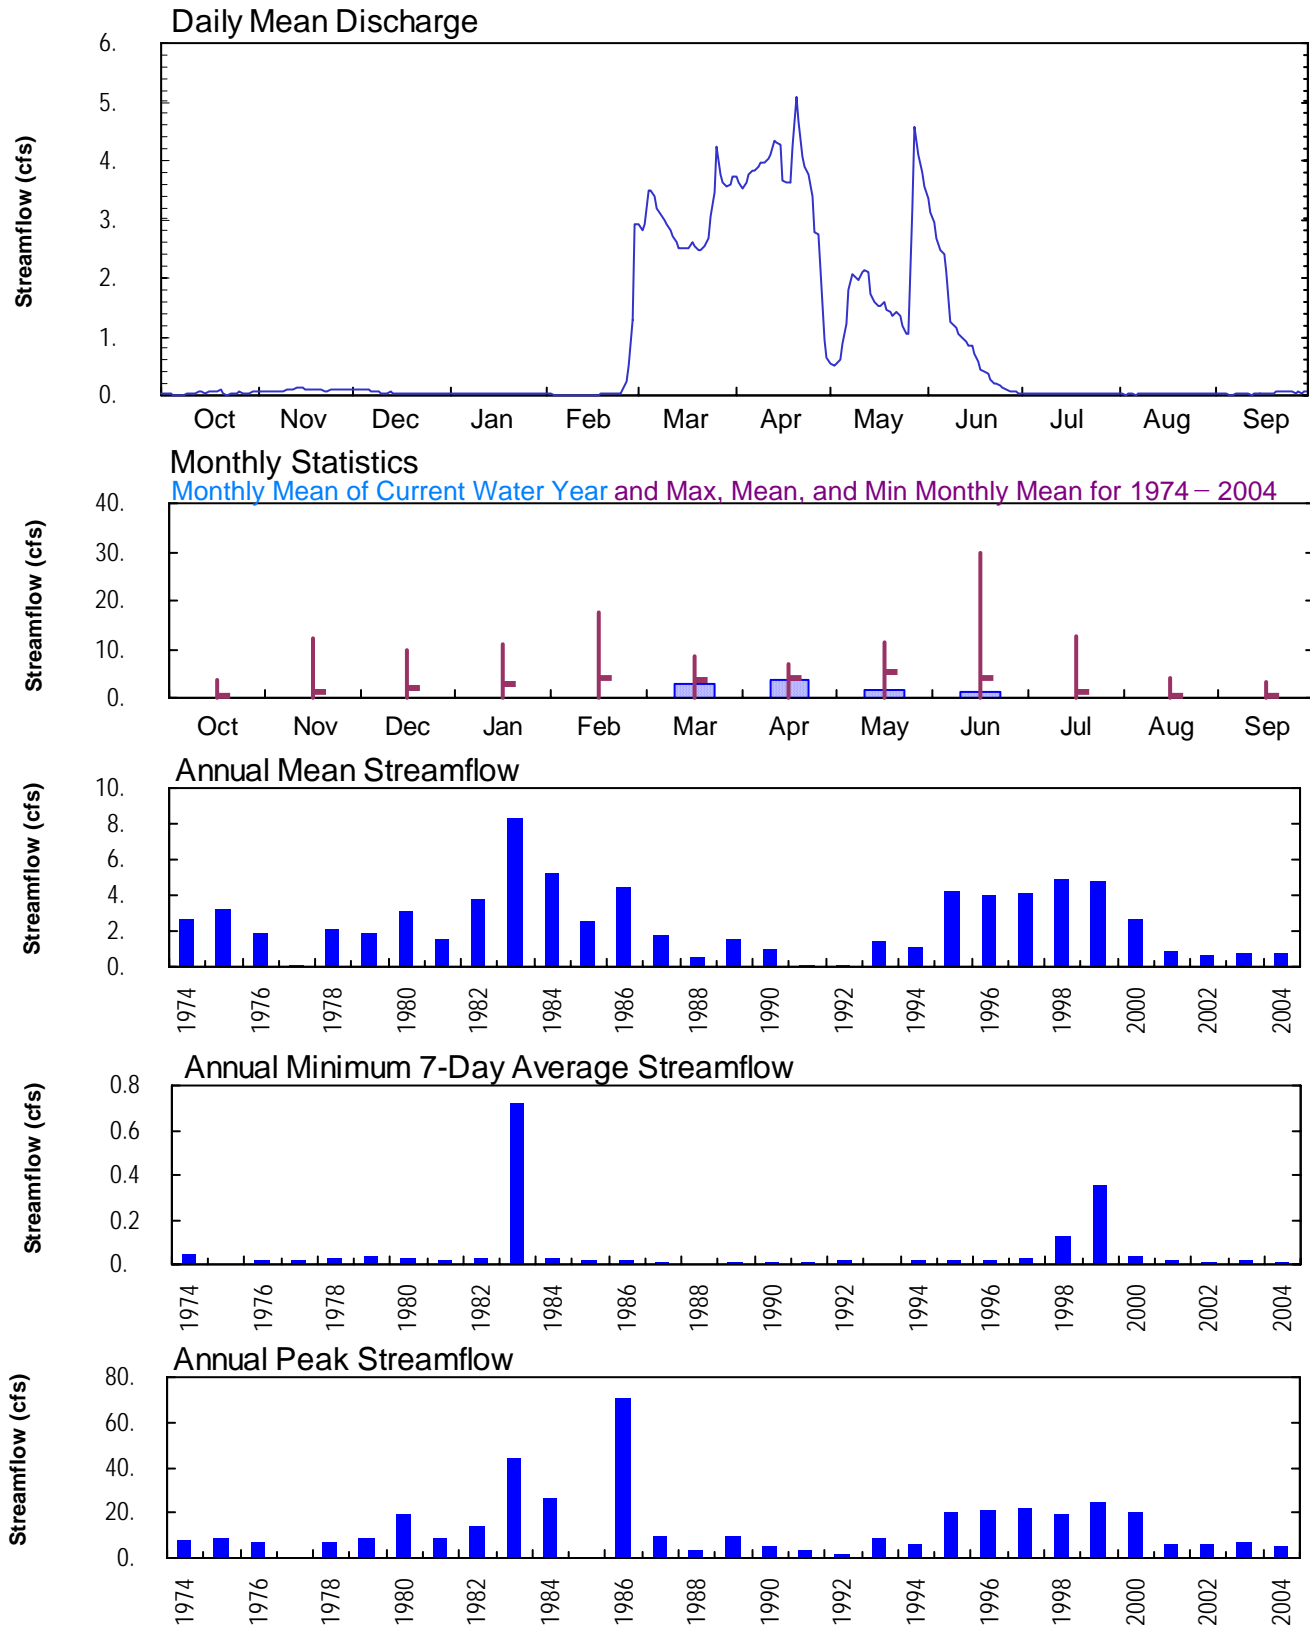 Daily Mean Discharge
Streamflow (cfs)
6.
5.
4.
3.
2.
1.
0.
Oct Nov Dec Jan Feb Mar Apr May Jun Jul Aug Sep
Monthly Statistics
Monthly Mean of Current Water Year and Max, Mean, and Min Monthly Mean for 1974 – 2004
Streamflow (cfs)
40.
30.
20.
10.
0.
Oct Nov Dec Jan Feb Mar Apr May Jun Jul Aug Sep
Annual Mean Streamflow
Streamflow (cfs)
10.
8.
6.
4.
2.
0.
1974 1976 1978 1980 1982 1984 1986 1988 1990 1992 1994 1996 1998 2000 2002 2004
Annual Minimum 7-Day Average Streamflow
Streamflow (cfs)
0.8
0.6
0.4
0.2
0.
1974 1976 1978 1980 1982 1984 1986 1988 1990 1992 1994 1996 1998 2000 2002 2004
Annual Peak Streamflow
Streamflow (cfs)
80.
60.
40.
20.
0.
1974 1976 1978 1980 1982 1984 1986 1988 1990 1992 1994 1996 1998 2000 2002 2004